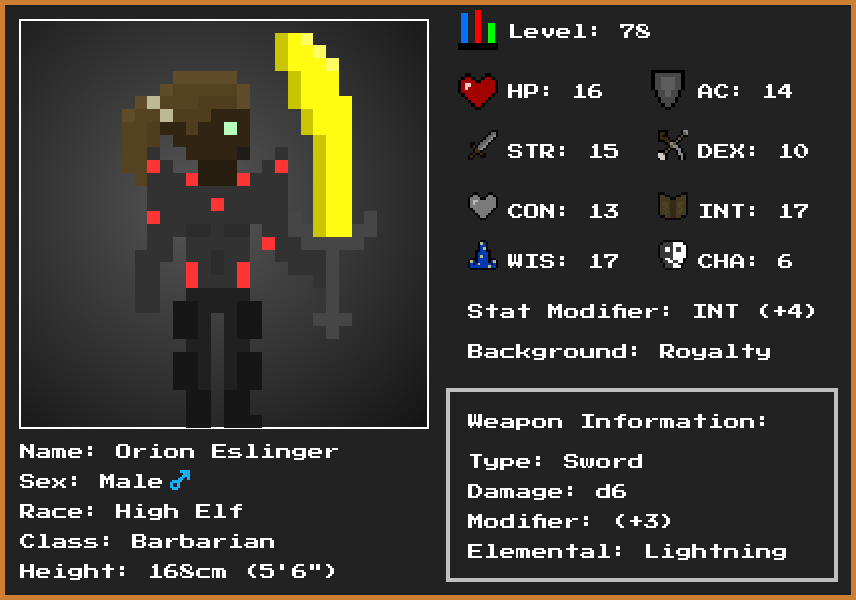 Level: 78
HP: 16
AC: 14
STR: 15
DEX: 10
CON: 13
INT: 17
WIS: 17
CHA: 6
Stat Modifier: INT (+4)
Background: Royalty
Weapon Information:
Type: Sword
Damage: d6
Modifier: (+3)
Elemental: Lightning
Name: Orion Eslinger
Sex: Male♂
Race: High Elf
Class: Barbarian
Height: 168cm (5'6")